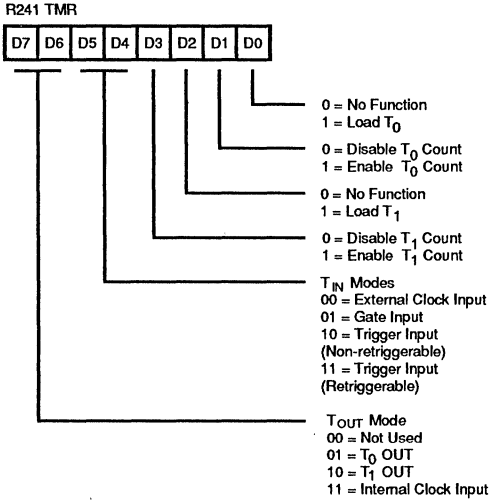 R241 TMR
D7 D6 D5 D4 D3 D2 D1 D0
0 = No Function
1 = Load T0
0 = Disable T0 Count
1 = Enable T0 Count
0 = No Function
1 = Load T1
0 = Disable T1 Count
1 = Enable T1 Count
TIN Modes
00 = External Clock Input
01 = Gate Input
10 = Trigger Input
(Non-retriggerable)
11 = Trigger Input
(Retriggerable)
TOUT Mode
00 = Not Used
01 = T0 OUT
10 = T1 OUT
11 = Internal Clock Input